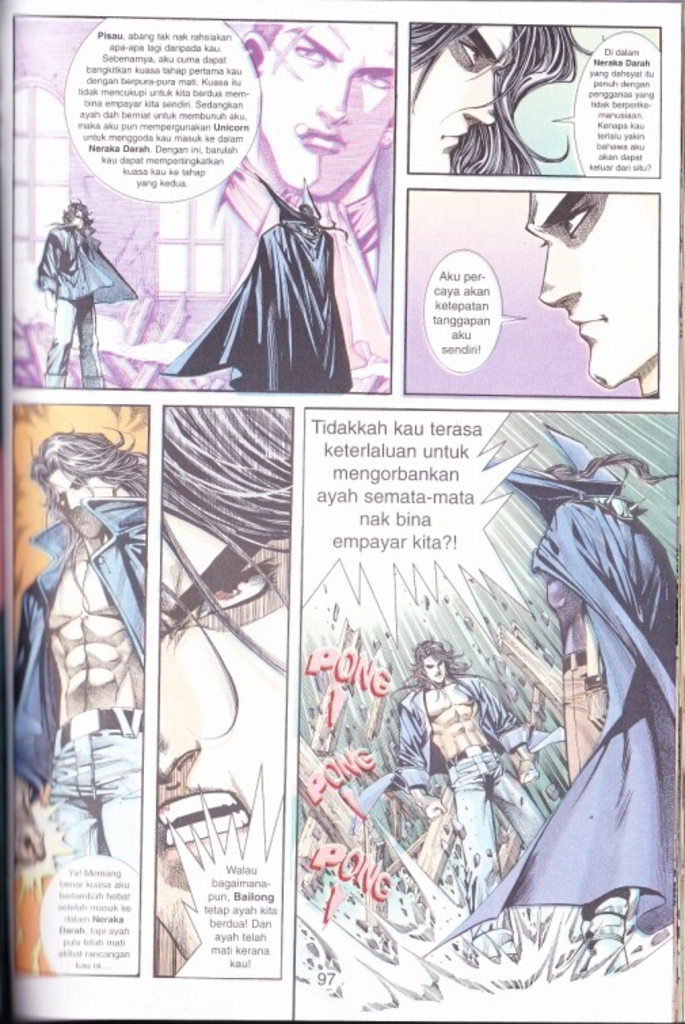 Pisau, abang tak nak rahsiakan
apa-apa lagi daripada kau.
Sebenarnya, aku cuma dapat
bangkitkan kuasa tahap pertama kau
dengan berpura-pura mati. Kuasa itu
tidak mencukupi untuk kita berdua mem-
bina empayar kita sendiri. Sedangkan
ayah dah berniat untuk membunuh aku,
maka aku pun mempergunakan Unicorn
untuk menggoda kau masuk ke dalam
Neraka Darah. Dengan ini, barulah
kau dapat mempertingkatkan
kuasa kau ke tahap
yang kedua.
Di dalam
Neraka Darah
yang dahsyat itu
penuh dengan
pengganas yang
tidak berperike-
manusiaan.
Kenapa kau
begitu yakin
bahawa aku
akan dapat
keluar dari situ?
Aku per-
caya akan
ketepatan
tanggapan
aku
sendiri!
Ya! Memang
benar kuasa aku
bertambah hebat
setelah masuk ke
dalam Neraka
Darah, tapi ayah
pula telah mati
akibat rancangan
kau ni...
Walau
bagaimana-
pun, Bailong
tetap ayah kita
berdua! Dan
ayah telah
mati kerana
kau!
Tidakkah kau terasa
keterlaluan untuk
mengorbankan
ayah semata-mata
nak bina
empayar kita?!
PONG
!
PONG
!
PONG
!
97